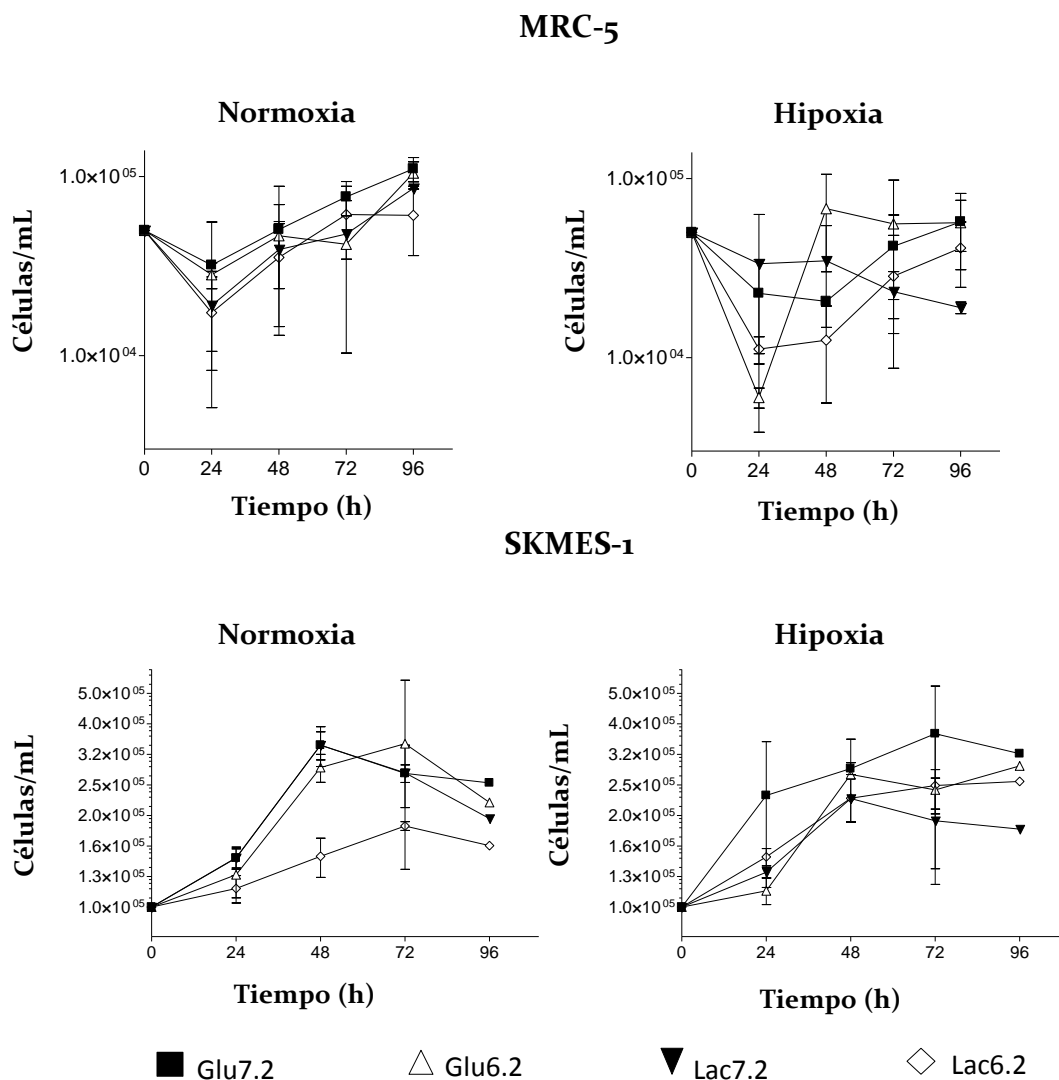 MRC-5
Normoxia
Hipoxia
Células/mL
1.0×10⁰⁵
1.0×10⁰⁴
0 24 48 72 96
Tiempo (h)
Células/mL
1.0×10⁰⁵
1.0×10⁰⁴
0 24 48 72 96
Tiempo (h)
SKMES-1
Normoxia
Hipoxia
Células/mL
5.0×10⁰⁵
4.0×10⁰⁵
3.2×10⁰⁵
2.5×10⁰⁵
2.0×10⁰⁵
1.6×10⁰⁵
1.3×10⁰⁵
1.0×10⁰⁵
0 24 48 72 96
Tiempo (h)
Células/mL
5.0×10⁰⁵
4.0×10⁰⁵
3.2×10⁰⁵
2.5×10⁰⁵
2.0×10⁰⁵
1.6×10⁰⁵
1.3×10⁰⁵
1.0×10⁰⁵
0 24 48 72 96
Tiempo (h)
Glu7.2 Glu6.2 Lac7.2 Lac6.2